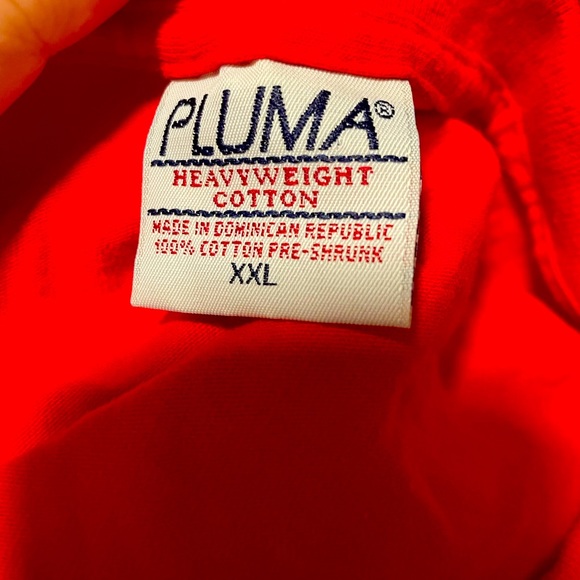 PLUMA®
HEAVYWEIGHT
COTTON
MADE IN DOMINICAN REPUBLIC
100% COTTON PRE-SHRUNK
XXL